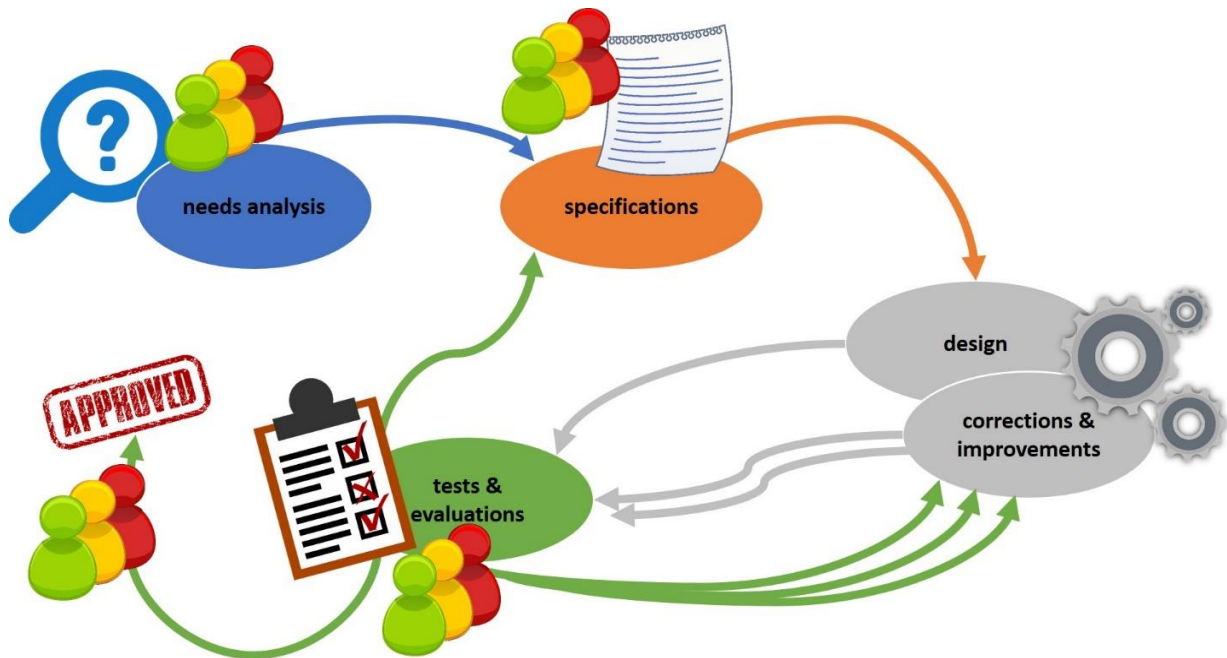 ?
needs analysis
specifications
design
corrections &
improvements
APPROVED
tests &
evaluations